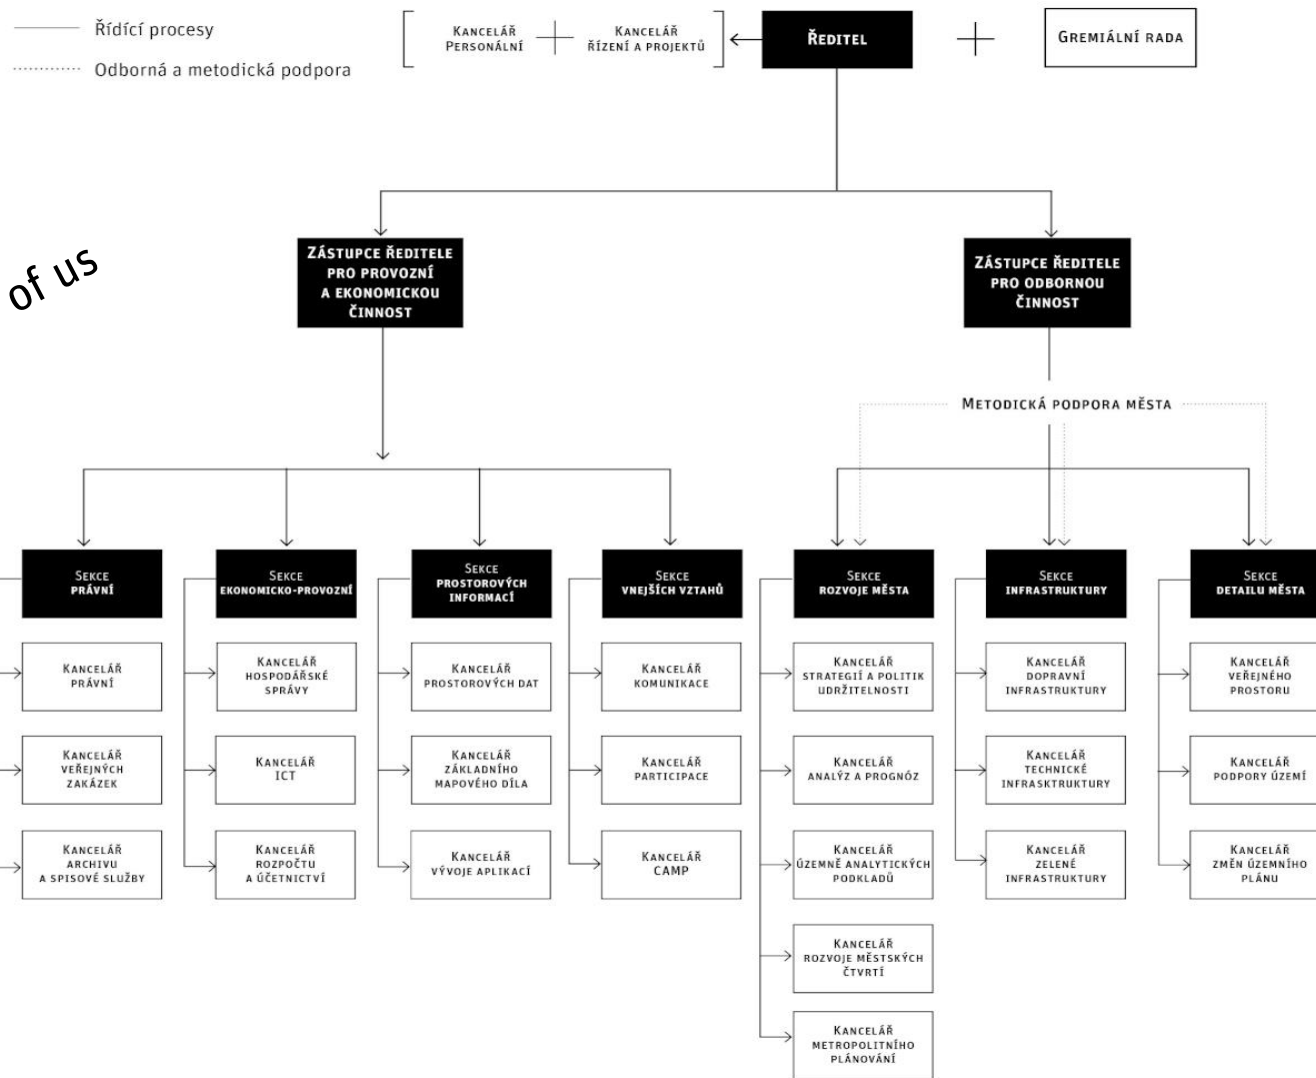 Řídící procesy
Odborná a metodická podpora
Kancelář
Personální
Kancelář
řízení a projektů
Ředitel
Gremiální rada
of us
Zástupce ředitele
pro provozní
a ekonomickou
činnost
Zástupce ředitele
pro odbornou
činnost
Metodická podpora města
Sekce
právní
Sekce
ekonomicko-provozní
Sekce
prostorových
informací
Sekce
vnejších vztahů
Sekce
rozvoje města
Sekce
infrastruktury
Sekce
detailu města
Kancelář
právní
Kancelář
hospodářské
správy
Kancelář
prostorových dat
Kancelář
komunikace
Kancelář
strategií a politik
udržitelnosti
Kancelář
dopravní
infrastruktury
Kancelář
veřejného
prostoru
Kancelář
veřejných
zakázek
Kancelář
ICT
Kancelář
základního
mapového díla
Kancelář
participace
Kancelář
analýz a prognóz
Kancelář
technické
infrasktruktury
Kancelář
podpory území
Kancelář
archivu
a spisové služby
Kancelář
rozpočtu
a účetnictví
Kancelář
vývoje aplikací
Kancelář
CAMP
Kancelář
územně analytických
podkladů
Kancelář
zelené
infrastruktury
Kancelář
změn územního
plánu
Kancelář
rozvoje městských
čtvrtí
Kancelář
metropolitního
plánování